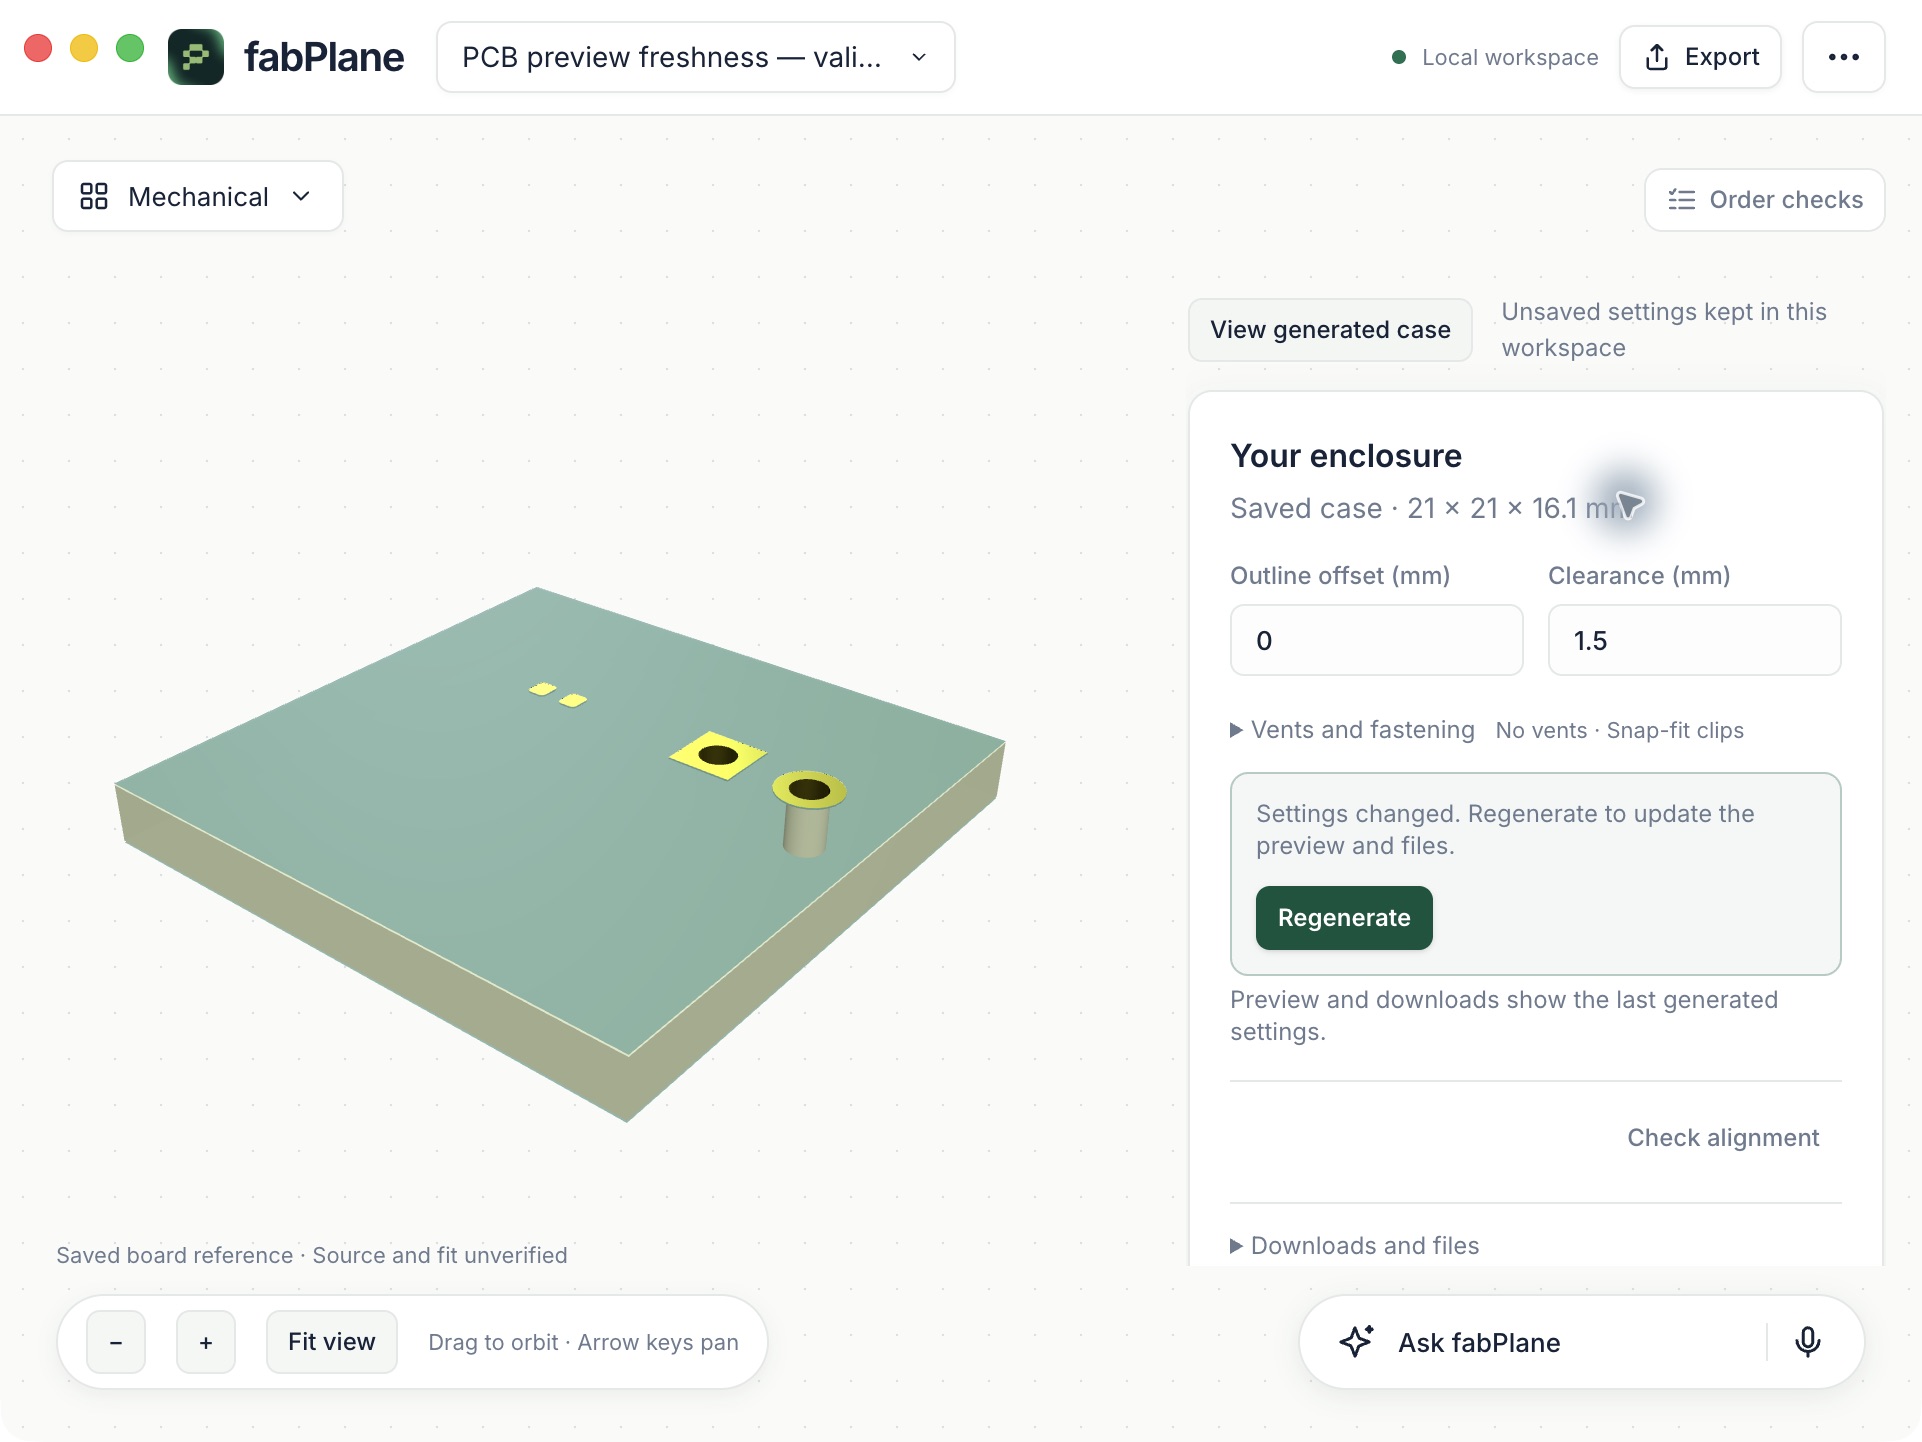 fabPlane
PCB preview freshness — vali...
Local workspace
Export
Mechanical
Order checks
View generated case
Unsaved settings kept in this
workspace
Your enclosure
Saved case · 21 × 21 × 16.1
Outline offset (mm)
Clearance (mm)
0
1.5
Vents and fastening
No vents · Snap-fit clips
Settings changed. Regenerate to update the
preview and files.
Regenerate
Preview and downloads show the last generated
settings.
Check alignment
Downloads and files
Saved board reference · Source and fit unverified
−
+
Fit view
Drag to orbit · Arrow keys pan
Ask fabPlane